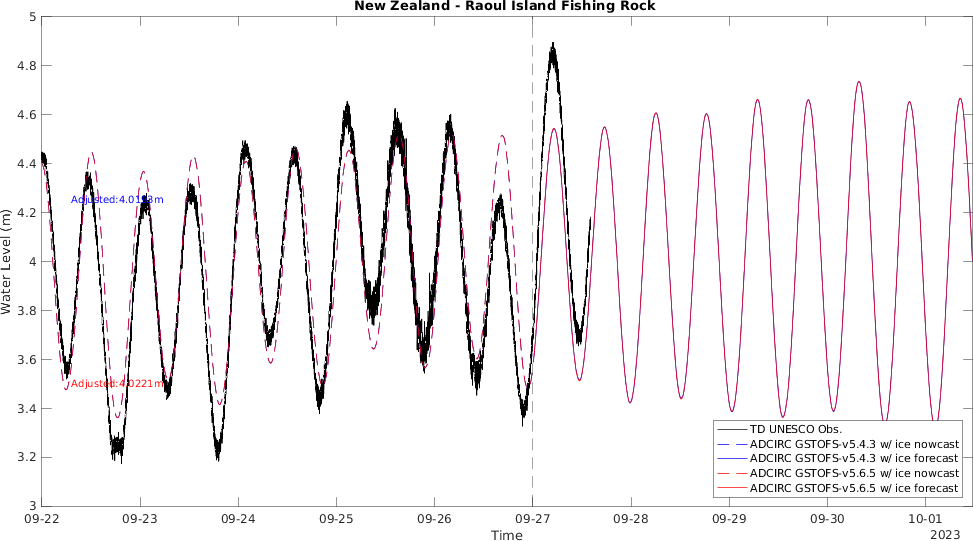 New Zealand - Raoul Island Fishing Rock
Water Level (m)
5
4.8
4.6
4.4
4.2
4
3.8
3.6
3.4
3.2
3
Adjusted:4.0193m
Adjusted:4.0221m
TD UNESCO Obs.
ADCIRC GSTOFS-v5.4.3 w/ ice nowcast
ADCIRC GSTOFS-v5.4.3 w/ ice forecast
ADCIRC GSTOFS-v5.6.5 w/ ice nowcast
ADCIRC GSTOFS-v5.6.5 w/ ice forecast
09-22 09-23 09-24 09-25 09-26 09-27 09-28 09-29 09-30 10-01
Time
2023